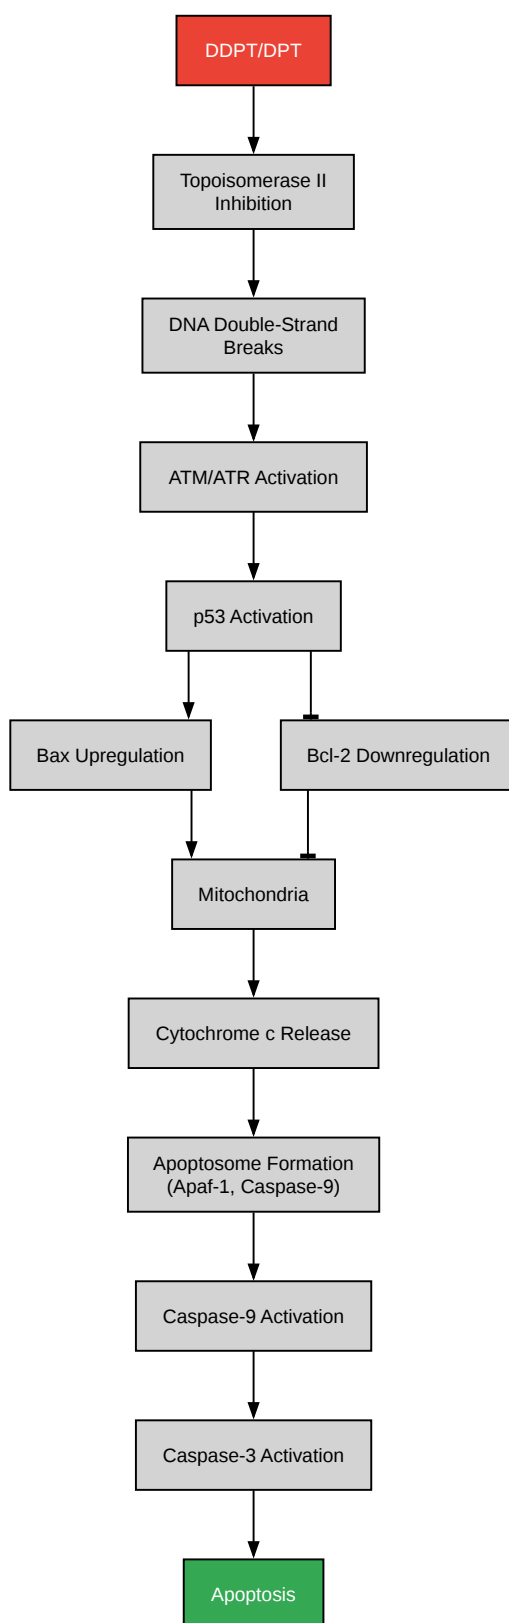 DDPT/DPT
Topoisomerase II
Inhibition
DNA Double-Strand
Breaks
ATM/ATR Activation
p53 Activation
Bax Upregulation
Bcl-2 Downregulation
Mitochondria
Cytochrome c Release
Apoptosome Formation
(Apaf-1, Caspase-9)
Caspase-9 Activation
Caspase-3 Activation
Apoptosis